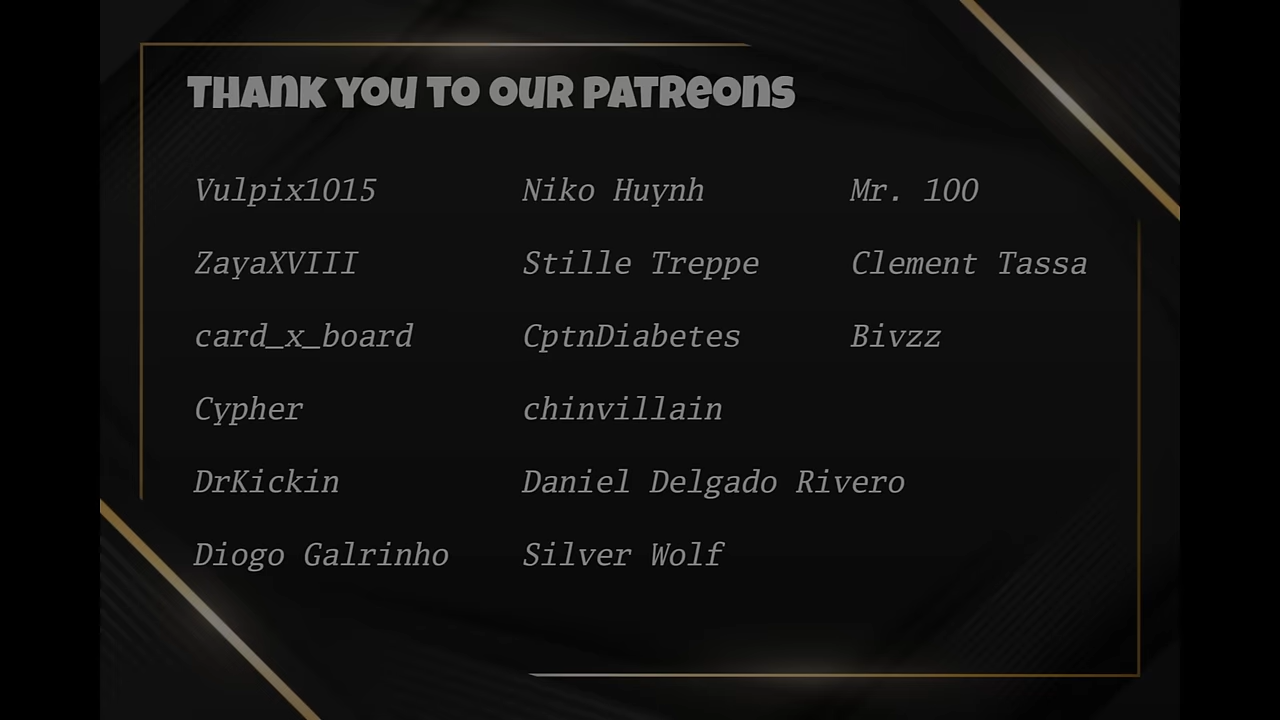 THANK YOU TO OUR PATREONS
Vulpix1015 Niko Huynh Mr. 100
ZayaXVIII Stille Treppe Clement Tassa
card_x_board CptnDiabetes Bivzz
Cypher chinvillain
DrKickin Daniel Delgado Rivero
Diogo Galrinho Silver Wolf